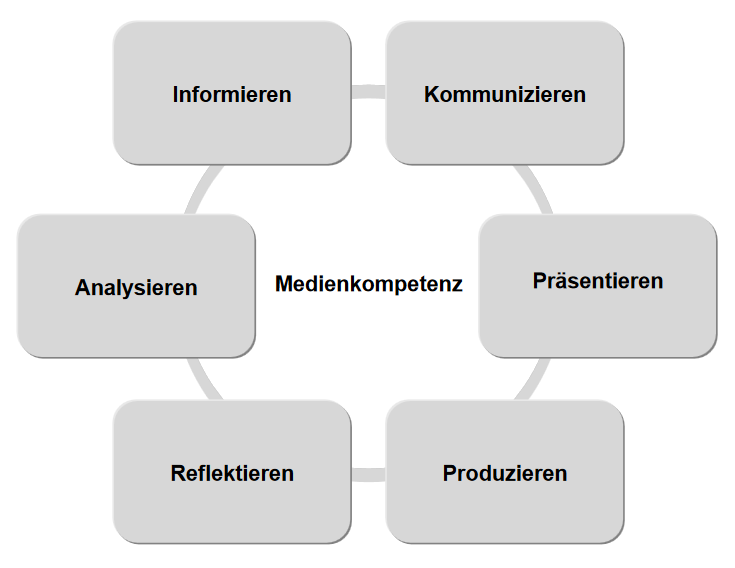 Informieren
Kommunizieren
Analysieren
Medienkompetenz
Präsentieren
Reflektieren
Produzieren